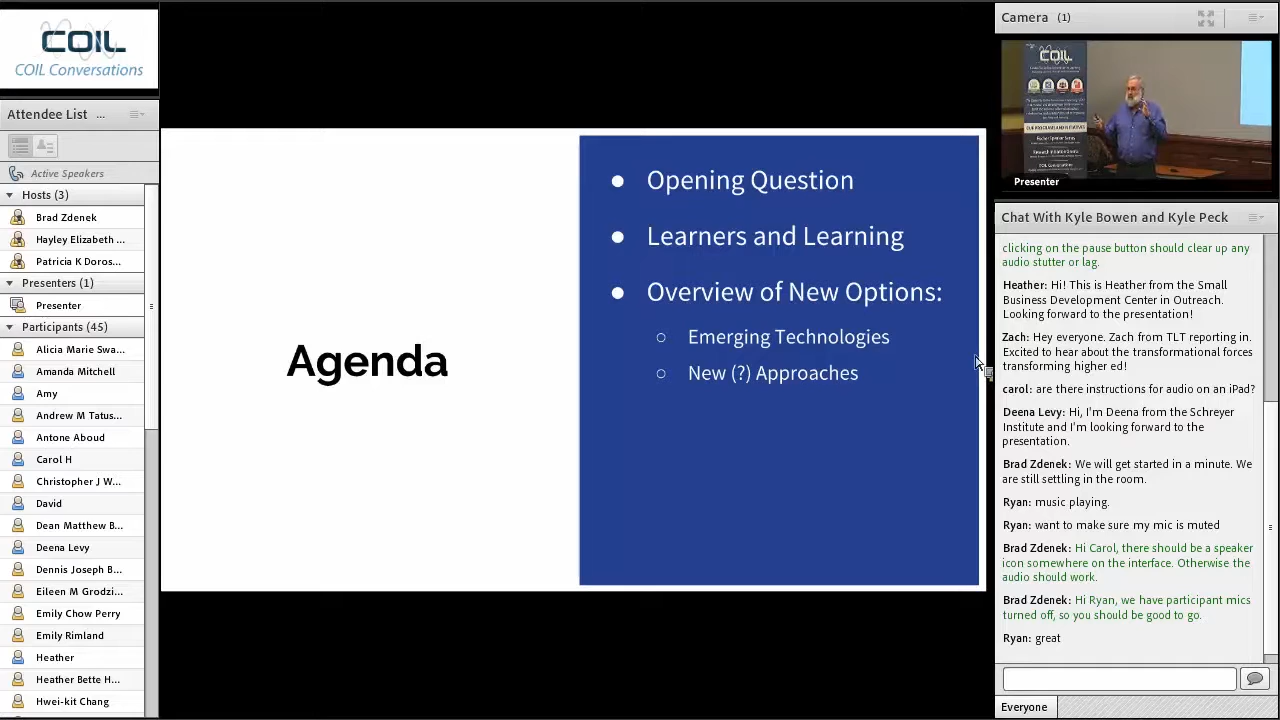 COIL
COIL Conversations
Attendee List ...
Active Speakers
Hosts (3)
Brad Zdenek
Hayley Elizabeth ...
Patricia K Doros...
Presenters (1)
Presenter
Participants (45)
Alicia Marie Swa...
Amanda Mitchell
Amy
Andrew M Tatus...
Antone Aboud
Carol H
Christopher J W...
David
Dean Matthew B...
Deena Levy
Dennis Joseph B...
Eileen M Grodzi...
Emily Chow Perry
Emily Rimland
Heather
Heather Bette H...
Hwei-kit Chang
Agenda
Opening Question
Learners and Learning
Overview of New Options:
Emerging Technologies
New (?) Approaches
Camera (1)
COIL
OUR PROGRAMS AND INITIATIVES
Presenter
Chat With Kyle Bowen and Kyle Peck
clicking on the pause button should clear up any
audio stutter or lag.
Heather: Hi! This is Heather from the Small
Business Development Center in Outreach.
Looking forward to the presentation!
Zach: Hey everyone. Zach from TLT reporting in.
Excited to hear about the transformational forces
transforming higher ed!
carol: are there instructions for audio on an iPad?
Deena Levy: Hi, I'm Deena from the Schreyer
Institute and I'm looking forward to the
presentation.
Brad Zdenek: We will get started in a minute. We
are still settling in the room.
Ryan: music playing.
Ryan: want to make sure my mic is muted
Brad Zdenek: Hi Carol, there should be a speaker
icon somewhere on the interface. Otherwise the
audio should work.
Brad Zdenek: Hi Ryan, we have participant mics
turned off, so you should be good to go.
Ryan: great
Everyone